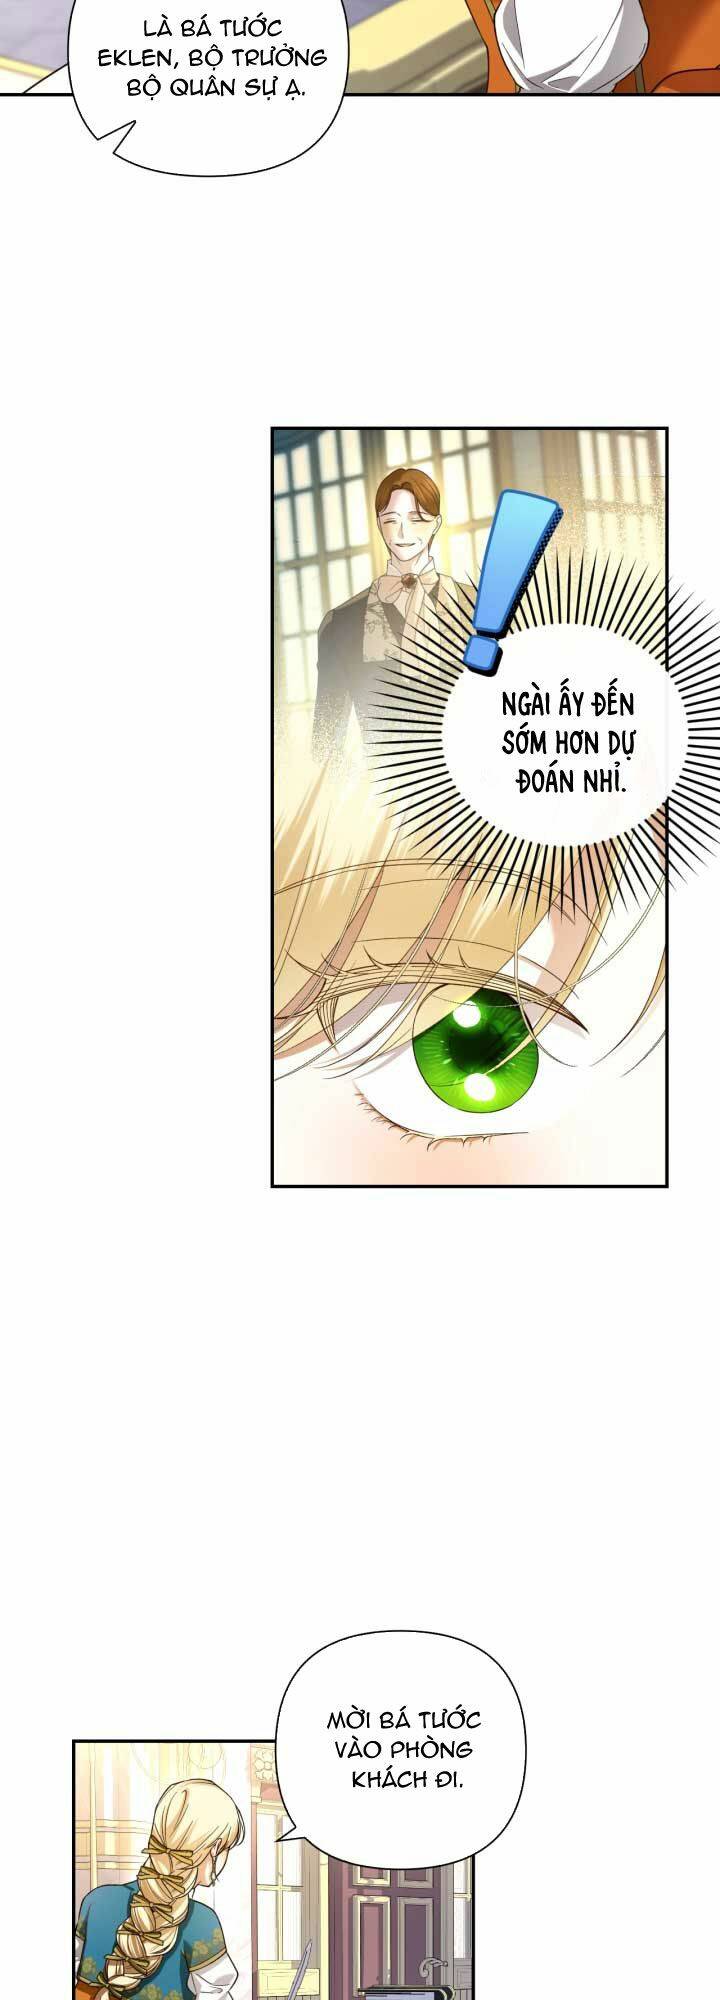 LÀ BÁ TƯỚC
EKLEN, BỘ TRƯỞNG
BỘ QUÂN SỰ Ạ.
NGÀI ẤY ĐẾN
SỚM HƠN DỰ
ĐOÁN NHỈ.
MỜI BÁ TƯỚC
VÀO PHÒNG
KHÁCH ĐI.